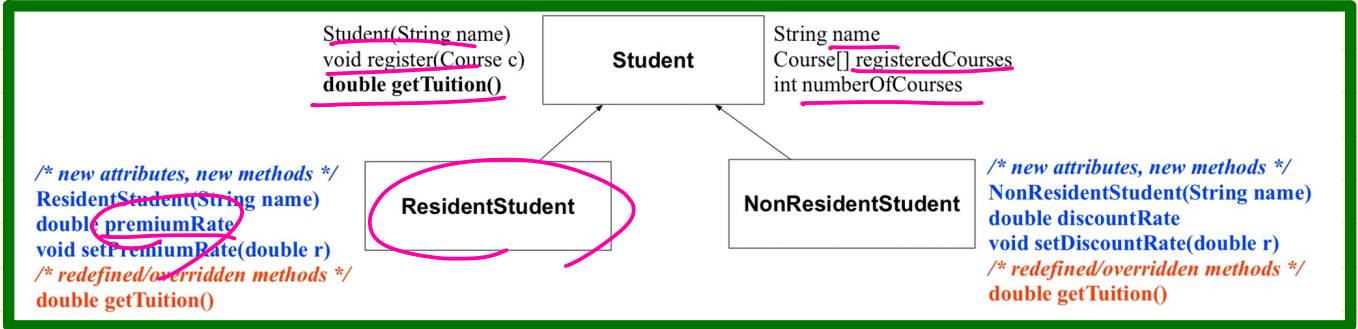 Student(String name)
void register(Course c)
double getTuition()
Student
String name
Course[] registeredCourses
int numberOfCourses
/* new attributes, new methods */
ResidentStudent(String name)
double premiumRate
void setPremiumRate(double r)
/* redefined/overridden methods */
double getTuition()
ResidentStudent
NonResidentStudent
/* new attributes, new methods */
NonResidentStudent(String name)
double discountRate
void setDiscountRate(double r)
/* redefined/overridden methods */
double getTuition()